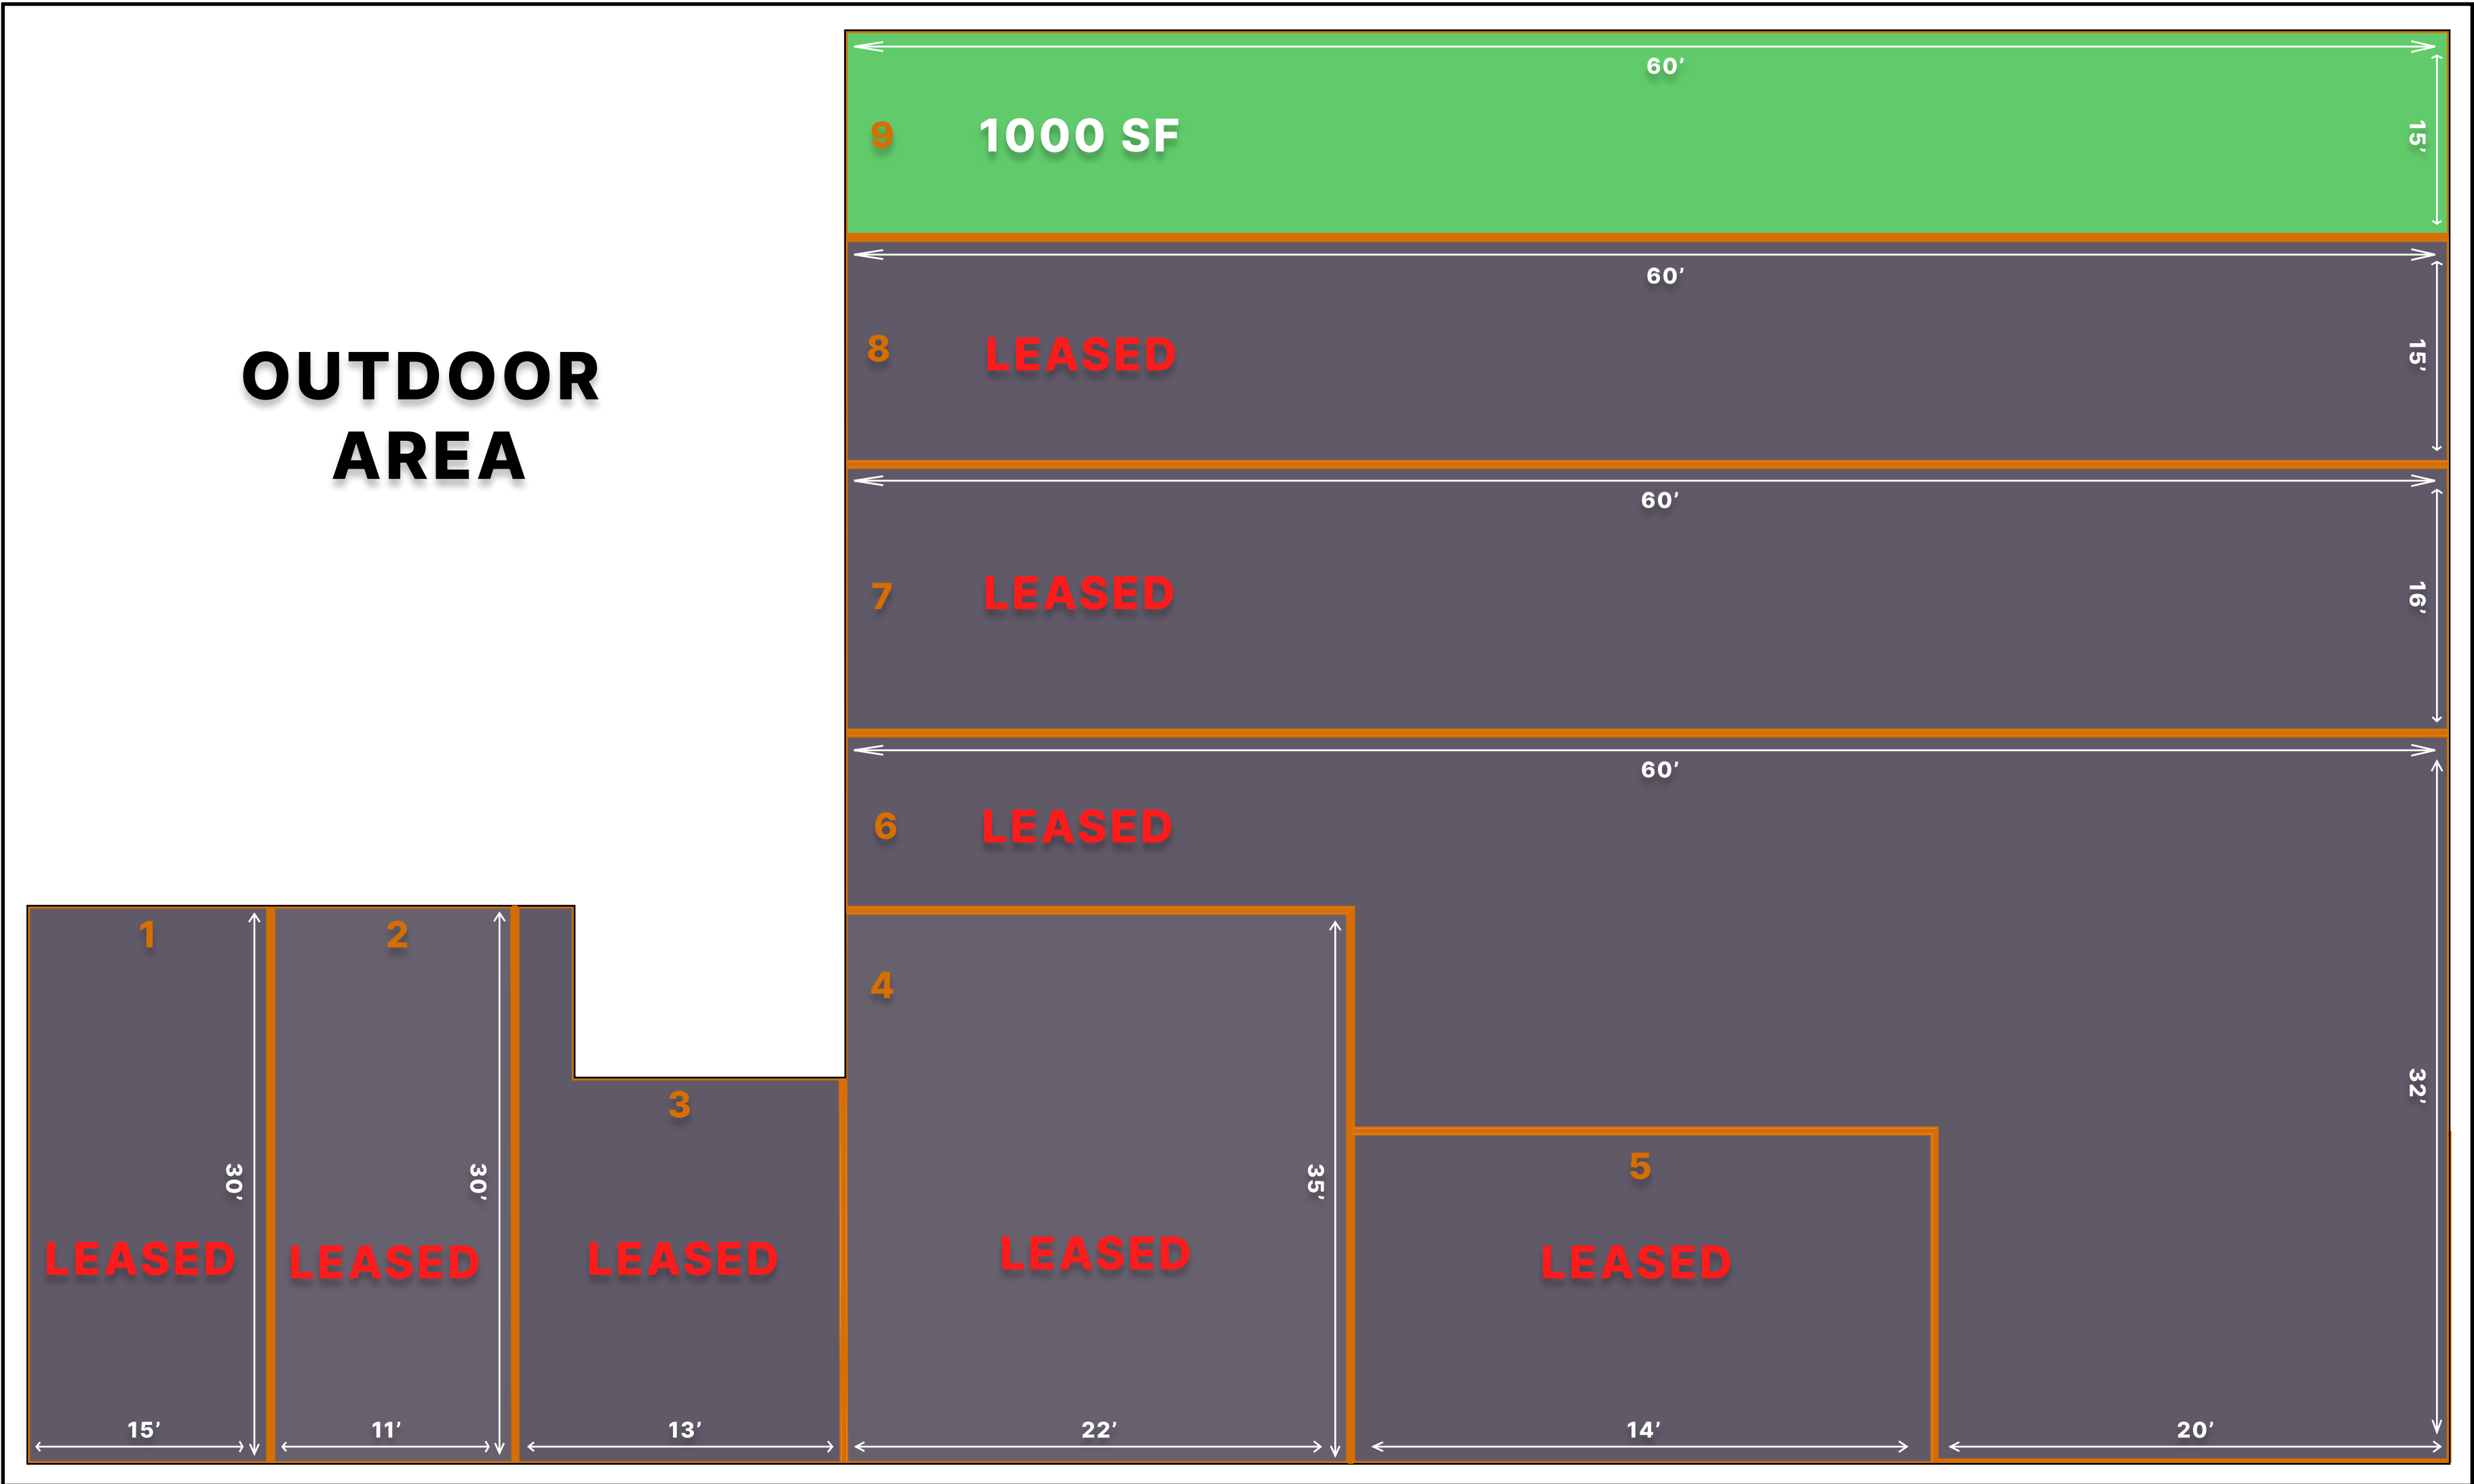 60’
9 1000 SF
15’
60’
8 LEASED
15’
OUTDOOR
AREA
60’
7 LEASED
16’
60’
6 LEASED
32’
1
30’
LEASED
15’
2
30’
LEASED
11’
3
LEASED
13’
4
35’
LEASED
22’
5
LEASED
14’
20’